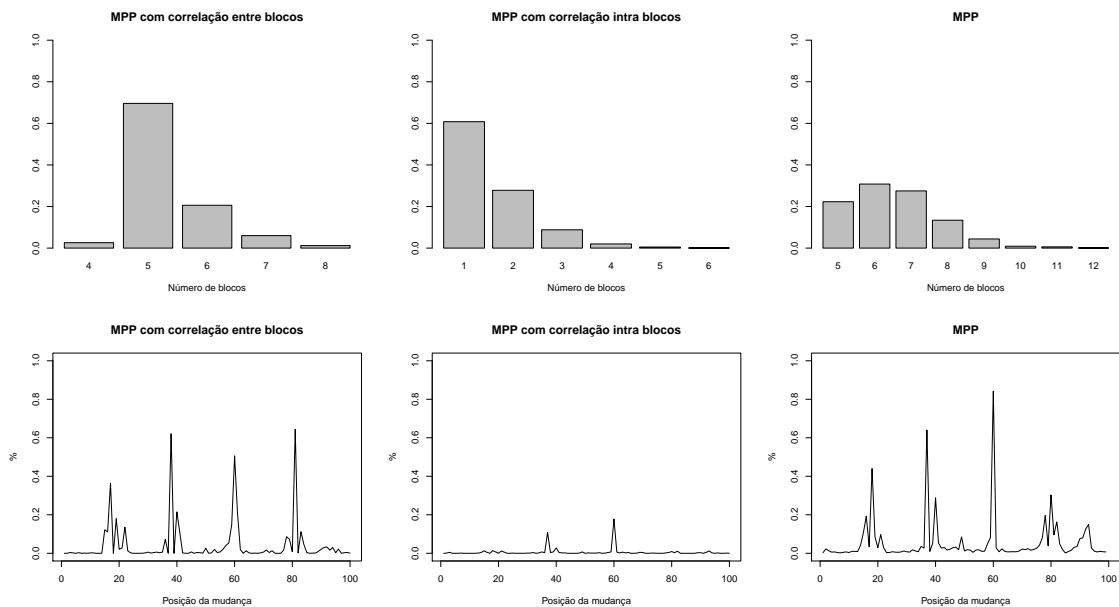 MPP com correlação entre blocos
MPP com correlação intra blocos
MPP
1.0
0.8
0.6
0.4
0.2
0.0
4 5 6 7 8
Número de blocos
1.0
0.8
0.6
0.4
0.2
0.0
1 2 3 4 5 6
Número de blocos
1.0
0.8
0.6
0.4
0.2
0.0
5 6 7 8 9 10 11 12
Número de blocos
MPP com correlação entre blocos
MPP com correlação intra blocos
MPP
1.0
0.8
0.6
0.4
0.2
0.0
%
0 20 40 60 80 100
Posição da mudança
1.0
0.8
0.6
0.4
0.2
0.0
%
0 20 40 60 80 100
Posição da mudança
1.0
0.8
0.6
0.4
0.2
0.0
%
0 20 40 60 80 100
Posição da mudança